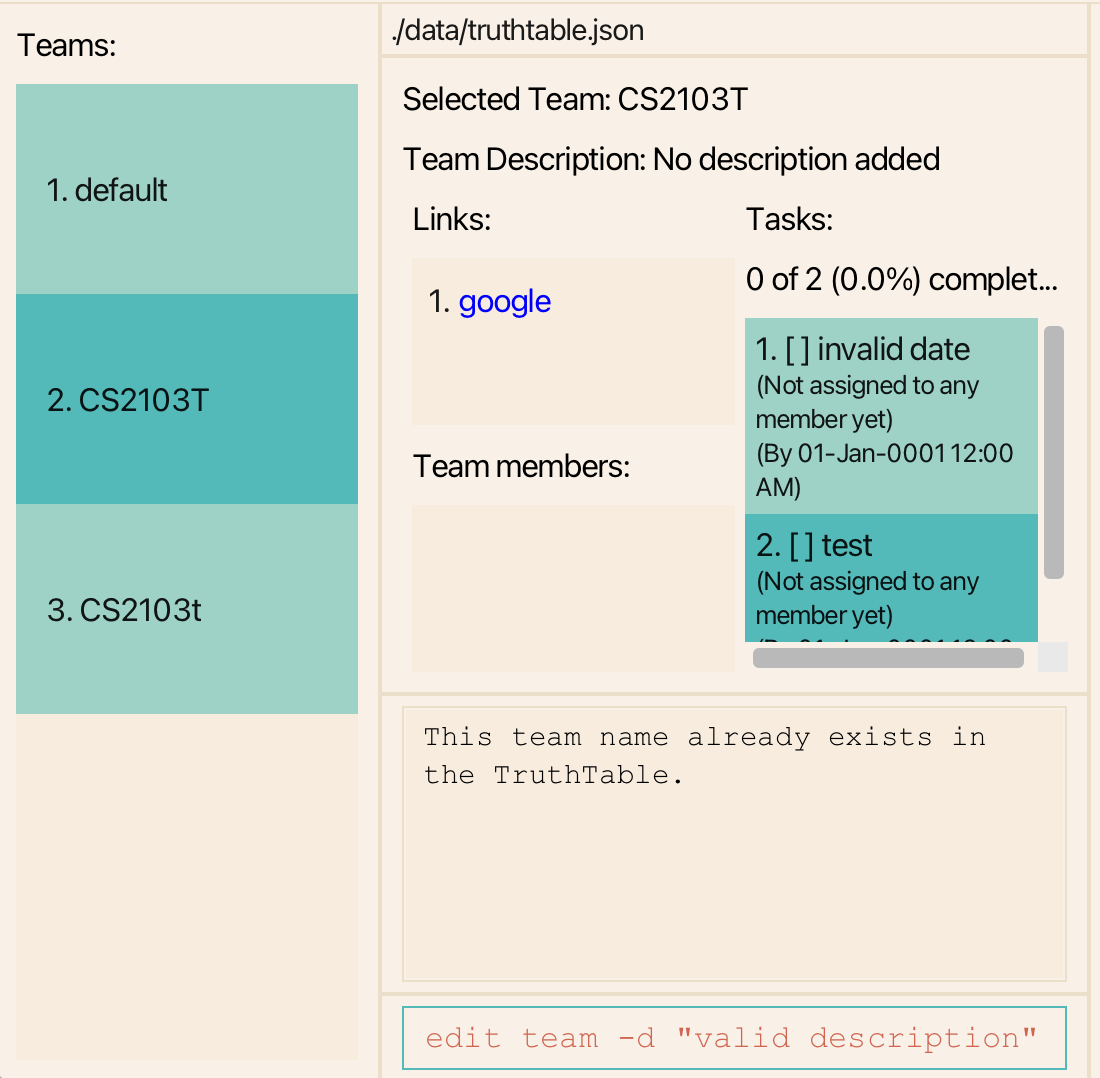 Teams:
1. default
2. CS2103T
3. CS2103t
./data/truthtable.json
Selected Team: CS2103T
Team Description: No description added
Links:
1. google
Team members:
Tasks:
0 of 2 (0.0%) complet...
1. [ ] invalid date
(Not assigned to any
member yet)
(By 01-Jan-0001 12:00
AM)
2. [ ] test
(Not assigned to any
member yet)
This team name already exists in
the TruthTable.
edit team -d "valid description"